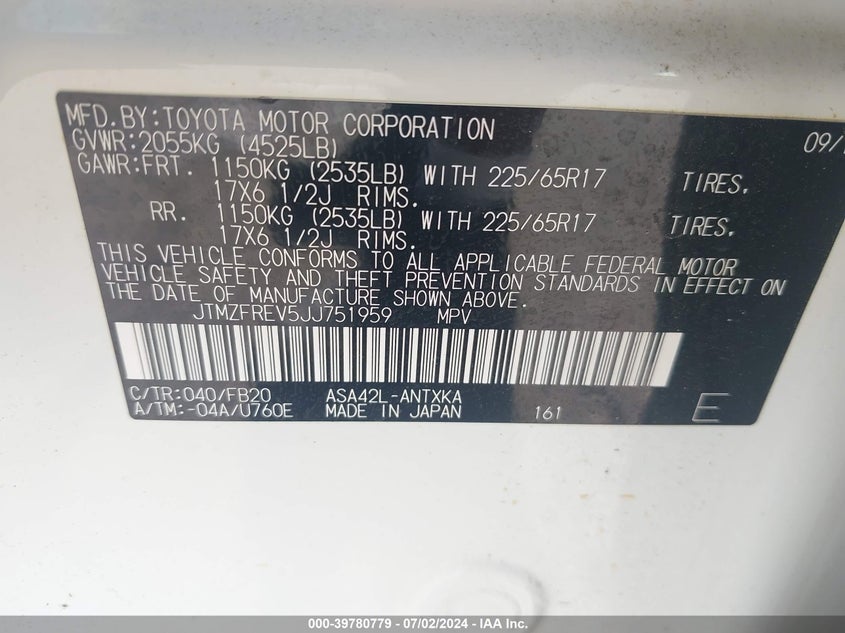 MFD.BY:TOYOTA MOTOR CORPORATION 09/
GVWR:2055KG (4525LB)
GAWR:FRT. 1150KG (2535LB) WITH 225/65R17 TIRES,
17X6 1/2J RIMS.
RR. 1150KG (2535LB) WITH 225/65R17 TIRES,
17X6 1/2J RIMS.
THIS VEHICLE CONFORMS TO ALL APPLICABLE FEDERAL MOTOR
VEHICLE SAFETY AND THEFT PREVENTION STANDARDS IN EFFECT ON
THE DATE OF MANUFACTURE SHOWN ABOVE.
JTMZFREV5JJ751959 MPV
C/TR:040/FB20 ASA42L-ANTXKA
A/TM:-04A/U760E MADE IN JAPAN 161 E
000-39780779 - 07/02/2024 - IAA Inc.